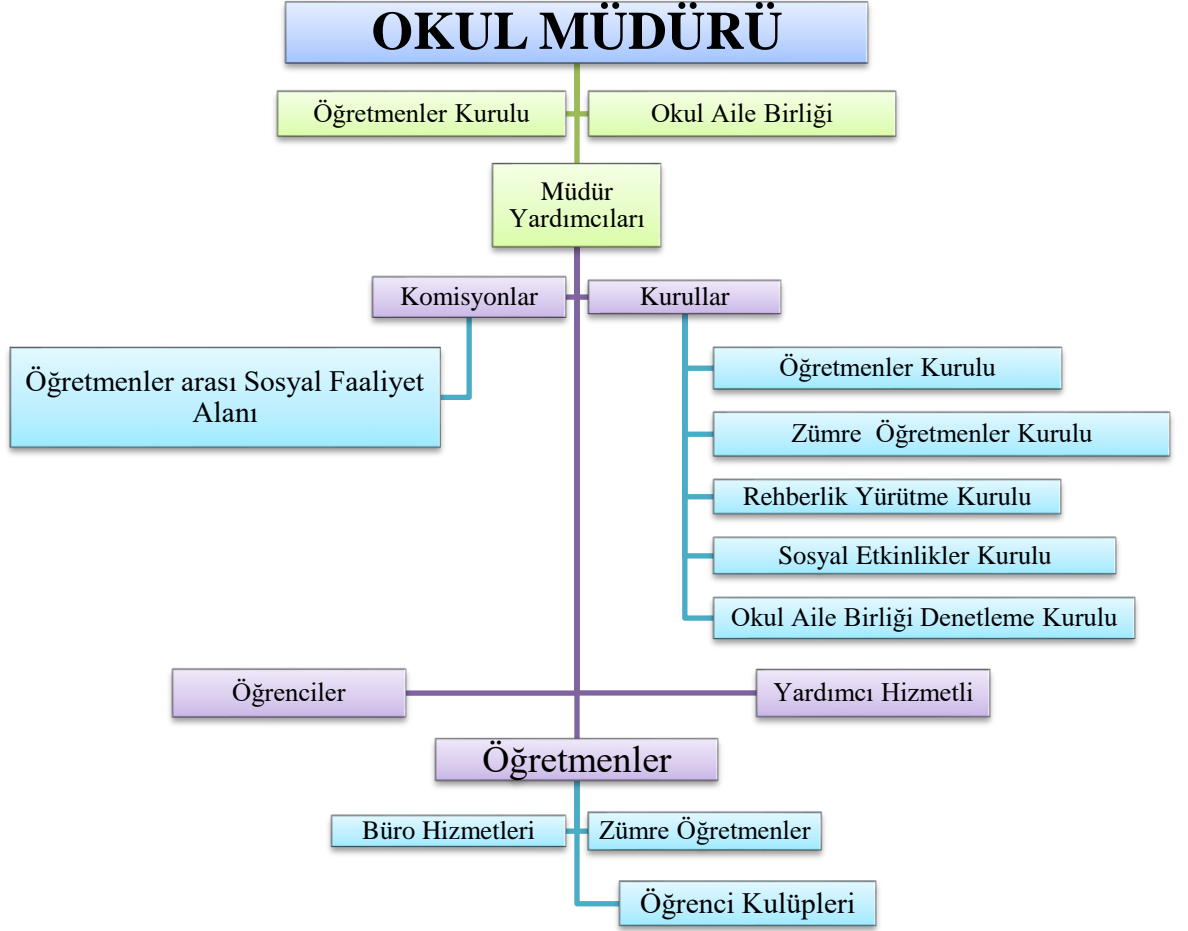 OKUL MÜDÜRÜ
Öğretmenler Kurulu
Okul Aile Birliği
Müdür
Yardımcıları
Komisyonlar
Kurullar
Öğretmenler arası Sosyal Faaliyet
Alanı
Öğretmenler Kurulu
Zümre Öğretmenler Kurulu
Rehberlik Yürütme Kurulu
Sosyal Etkinlikler Kurulu
Okul Aile Birliği Denetleme Kurulu
Öğrenciler
Yardımcı Hizmetli
Öğretmenler
Büro Hizmetleri
Zümre Öğretmenler
Öğrenci Kulüpleri